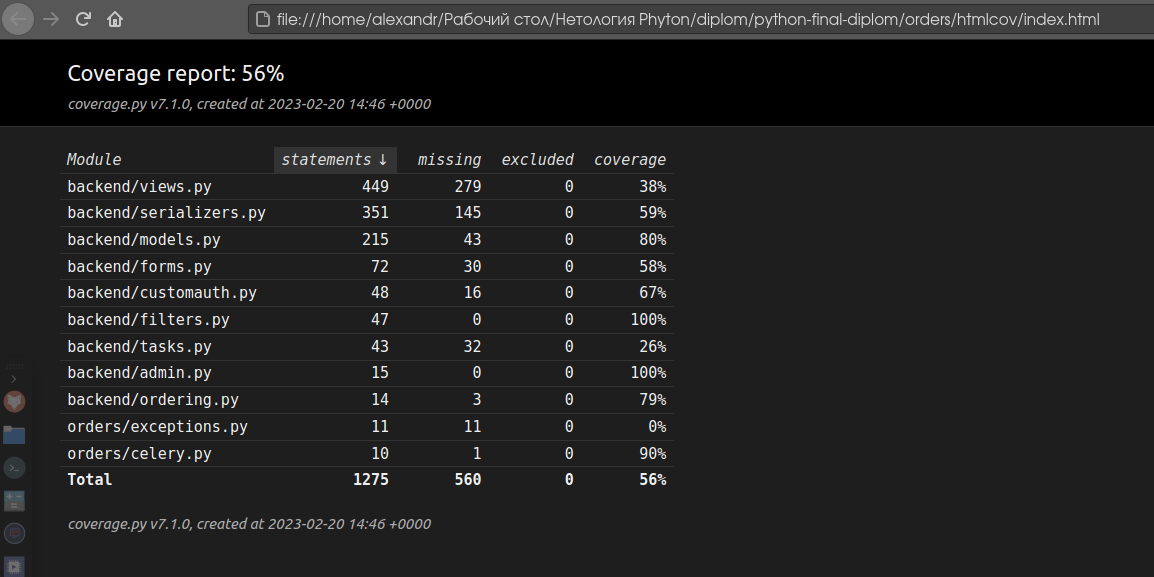 file:///home/alexandr/Рабочий стол/Нетология Phyton/diplom/python-final-diplom/orders/htmlcov/index.html
Coverage report: 56%
coverage.py v7.1.0, created at 2023-02-20 14:46 +0000
Module statements ↓ missing excluded coverage
backend/views.py 449 279 0 38%
backend/serializers.py 351 145 0 59%
backend/models.py 215 43 0 80%
backend/forms.py 72 30 0 58%
backend/customauth.py 48 16 0 67%
backend/filters.py 47 0 0 100%
backend/tasks.py 43 32 0 26%
backend/admin.py 15 0 0 100%
backend/ordering.py 14 3 0 79%
orders/exceptions.py 11 11 0 0%
orders/celery.py 10 1 0 90%
Total 1275 560 0 56%
coverage.py v7.1.0, created at 2023-02-20 14:46 +0000